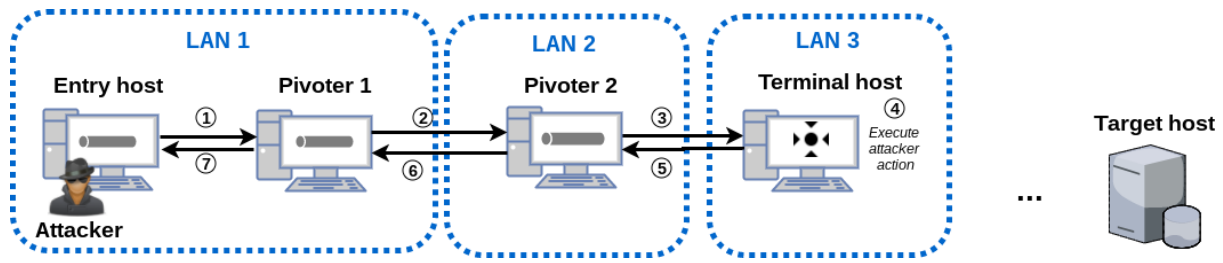 LAN 1
LAN 2
LAN 3
Entry host
Pivoter 1
Pivoter 2
Terminal host
Target host
①
②
③
④
Execute
attacker
action
⑦
⑥
⑤
...
Attacker